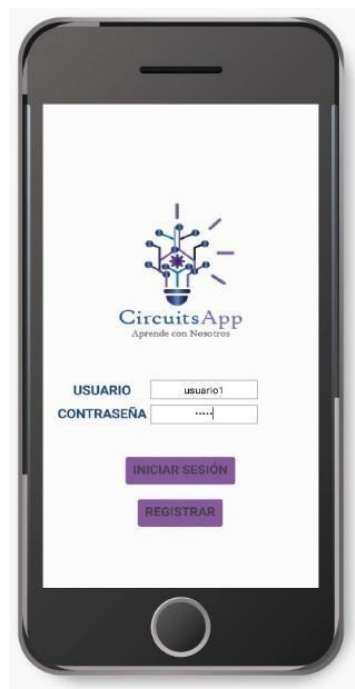 CircuitsApp
Aprende con Nosotros
USUARIO usuario1
CONTRASEÑA •••••
INICIAR SESIÓN
REGISTRAR